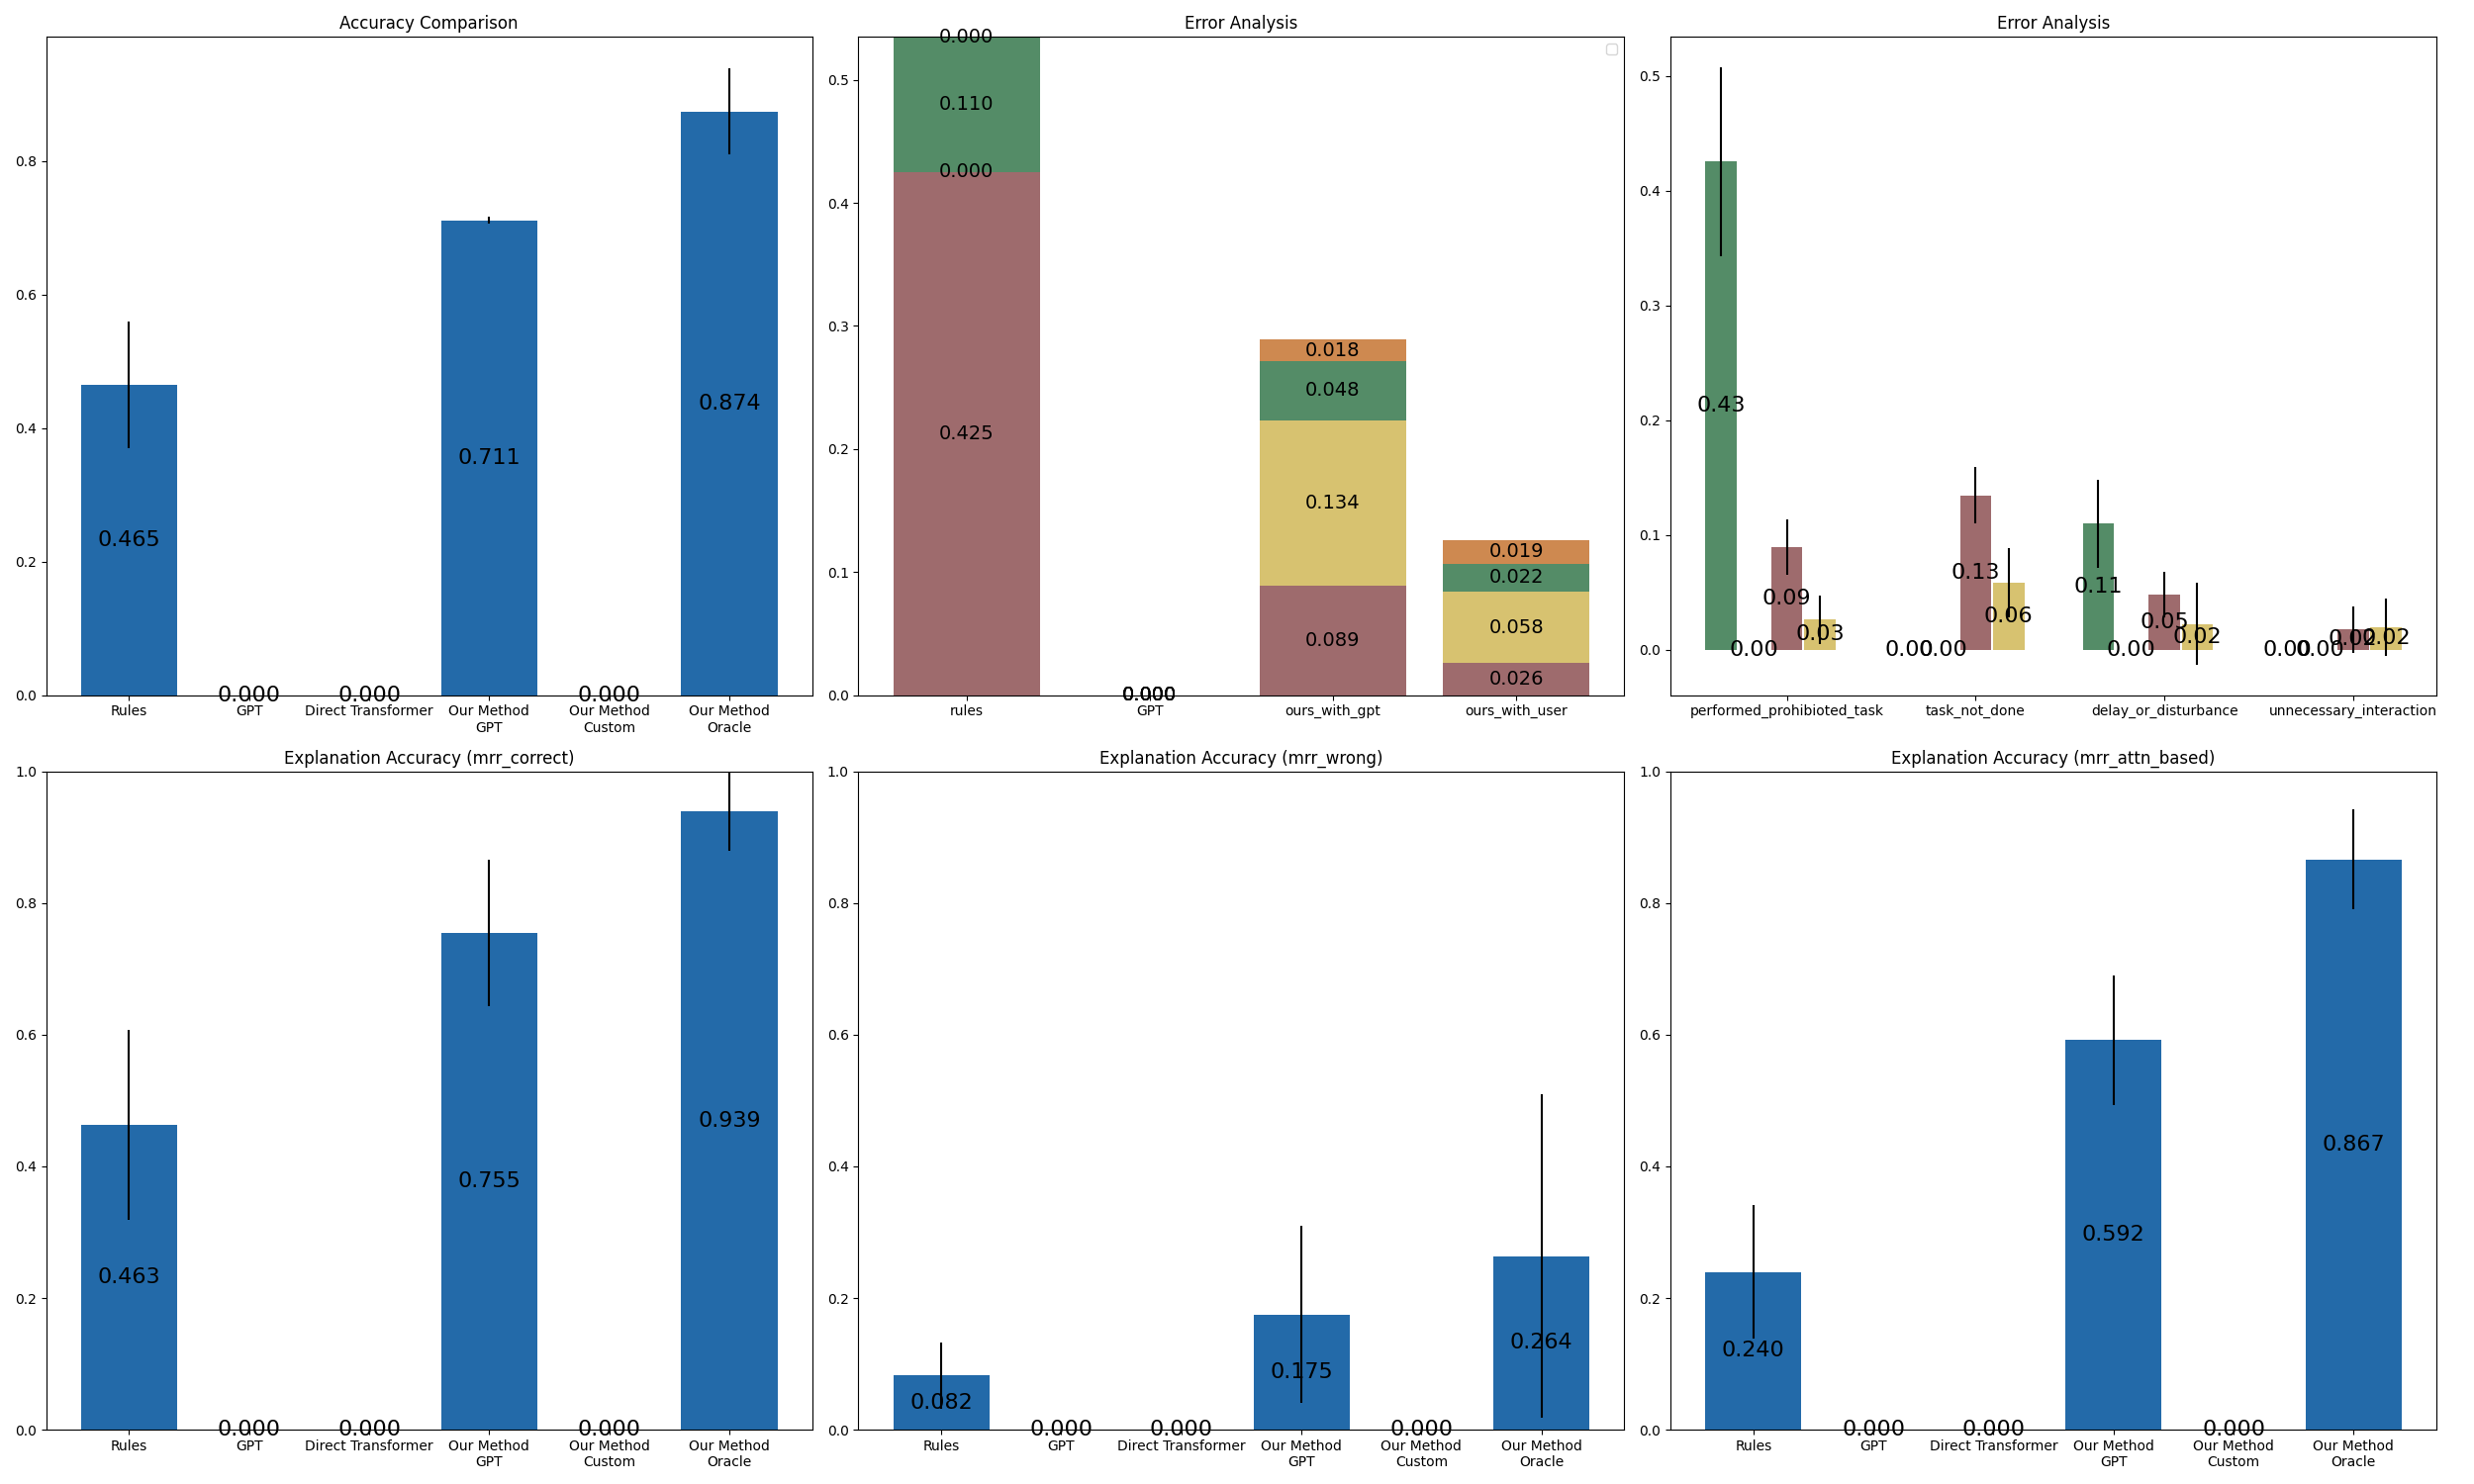 Accuracy Comparison
0.8
0.6
0.4
0.2
0.0
0.465
0.000
0.000
0.711
0.000
0.874
Rules
GPT
Direct Transformer
Our Method
GPT
Our Method
Custom
Our Method
Oracle
Error Analysis
0.5
0.4
0.3
0.2
0.1
0.0
0.000
0.110
0.000
0.425
0.000
0.018
0.048
0.134
0.089
0.019
0.022
0.058
0.026
rules
GPT
ours_with_gpt
ours_with_user
Error Analysis
0.5
0.4
0.3
0.2
0.1
0.0
0.43
0.00
0.09
0.03
0.00
0.00
0.13
0.06
0.11
0.00
0.05
0.02
0.00
0.00
0.02
0.02
performed_prohibioted_task
task_not_done
delay_or_disturbance
unnecessary_interaction
Explanation Accuracy (mrr_correct)
1.0
0.8
0.6
0.4
0.2
0.0
0.463
0.000
0.000
0.755
0.000
0.939
Rules
GPT
Direct Transformer
Our Method
GPT
Our Method
Custom
Our Method
Oracle
Explanation Accuracy (mrr_wrong)
1.0
0.8
0.6
0.4
0.2
0.0
0.082
0.000
0.000
0.175
0.000
0.264
Rules
GPT
Direct Transformer
Our Method
GPT
Our Method
Custom
Our Method
Oracle
Explanation Accuracy (mrr_attn_based)
1.0
0.8
0.6
0.4
0.2
0.0
0.240
0.000
0.000
0.592
0.000
0.867
Rules
GPT
Direct Transformer
Our Method
GPT
Our Method
Custom
Our Method
Oracle